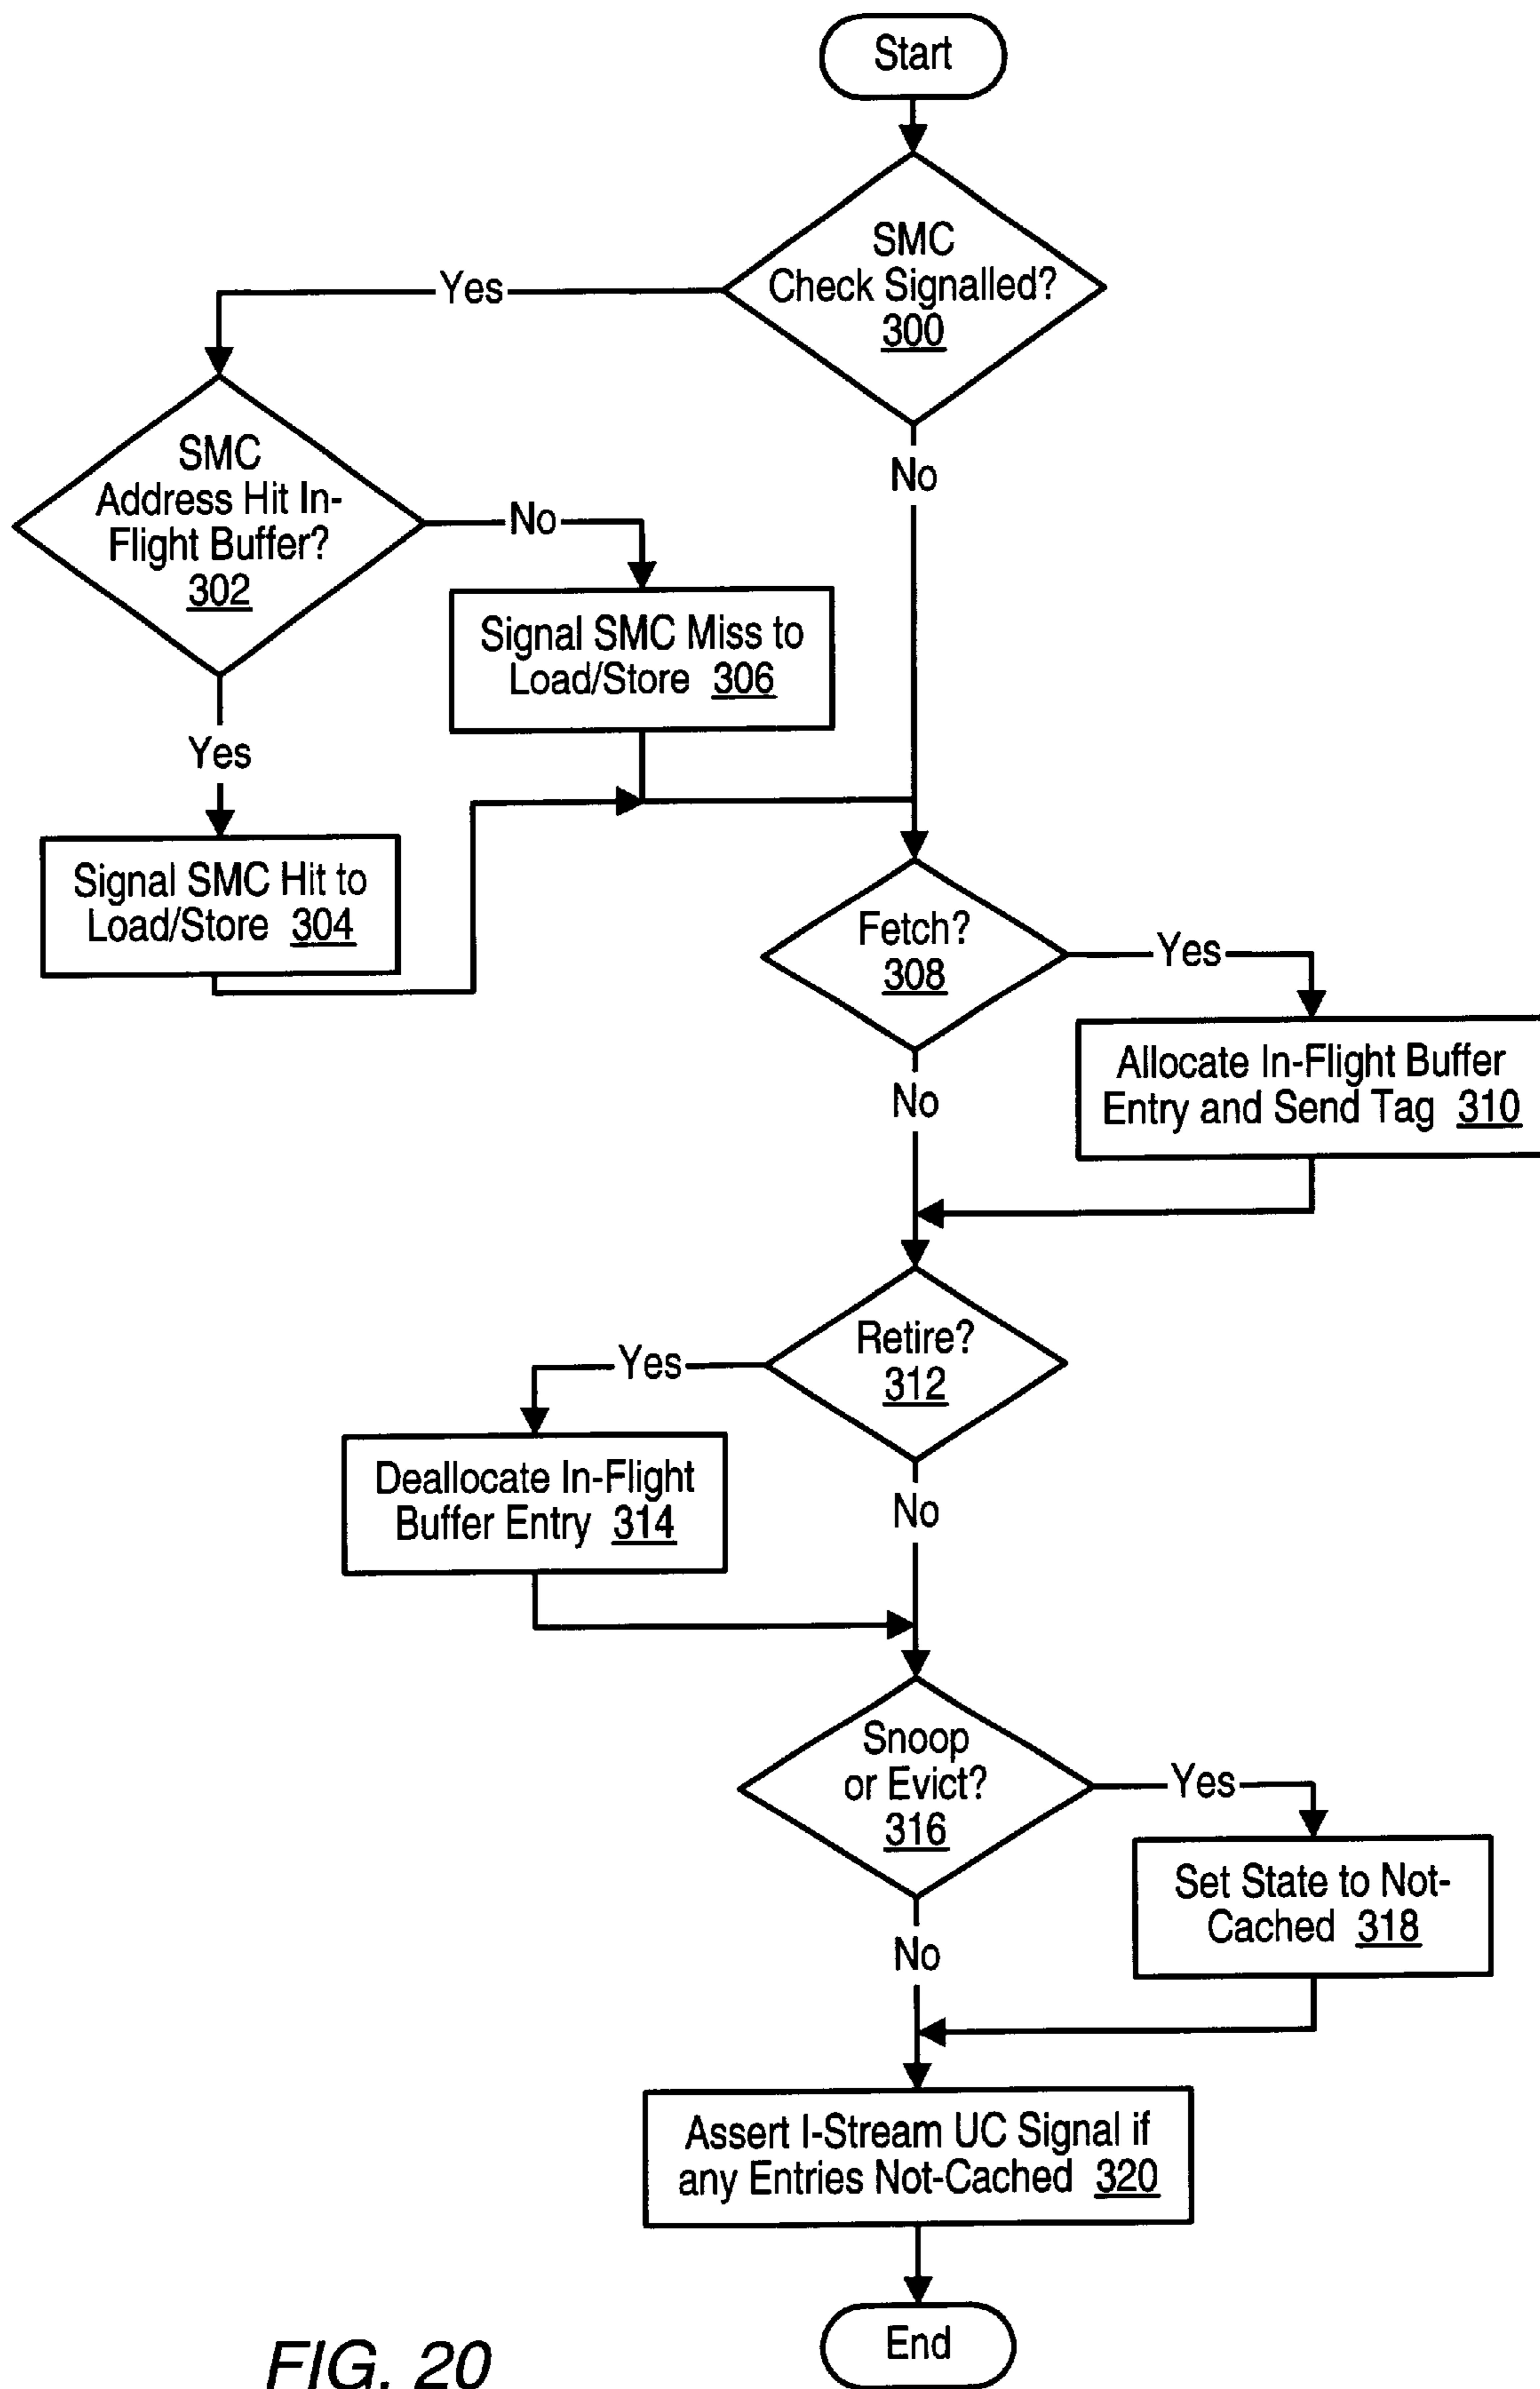 Start
SMC
Check Signalled?
300
Yes
No
SMC
Address Hit In-
Flight Buffer?
302
No
Signal SMC Miss to
Load/Store 306
Yes
Signal SMC Hit to
Load/Store 304
Fetch?
308
Yes
Allocate In-Flight Buffer
Entry and Send Tag 310
No
Retire?
312
Yes
Deallocate In-Flight
Buffer Entry 314
No
Snoop
or Evict?
316
Yes
Set State to Not-
Cached 318
No
Assert I-Stream UC Signal if
any Entries Not-Cached 320
End
FIG. 20